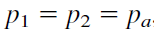 p₁ = p₂ = pₐ.